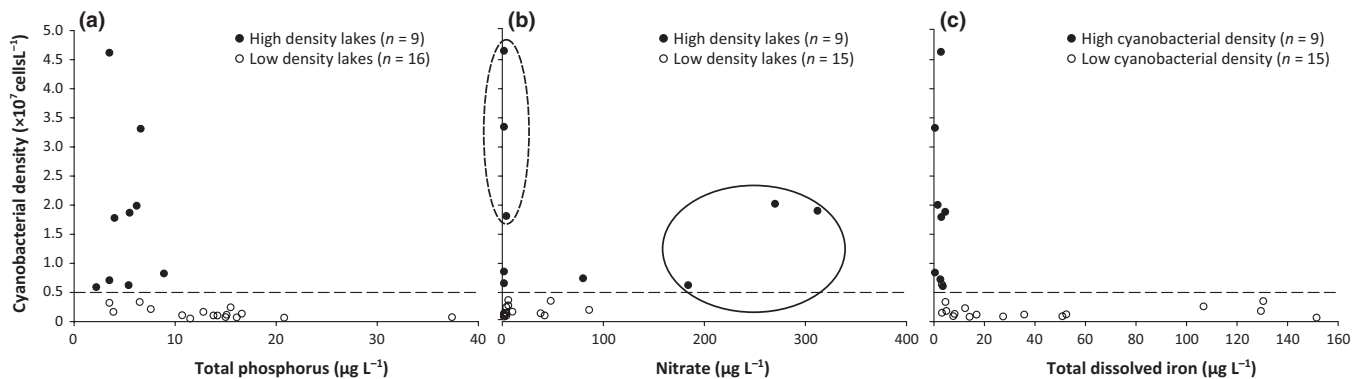 (a)
High density lakes (n = 9)
Low density lakes (n = 16)
Cyanobacterial density (×10⁷ cellsL⁻¹)
5.0
4.5
4.0
3.5
3.0
2.5
2.0
1.5
1.0
0.5
0
0 10 20 30 40
Total phosphorus (µg L⁻¹)
(b)
High density lakes (n = 9)
Low density lakes (n = 15)
0 100 200 300 400
Nitrate (µg L⁻¹)
(c)
High cyanobacterial density (n = 9)
Low cyanobacterial density (n = 15)
0 20 40 60 80 100 120 140 160
Total dissolved iron (µg L⁻¹)